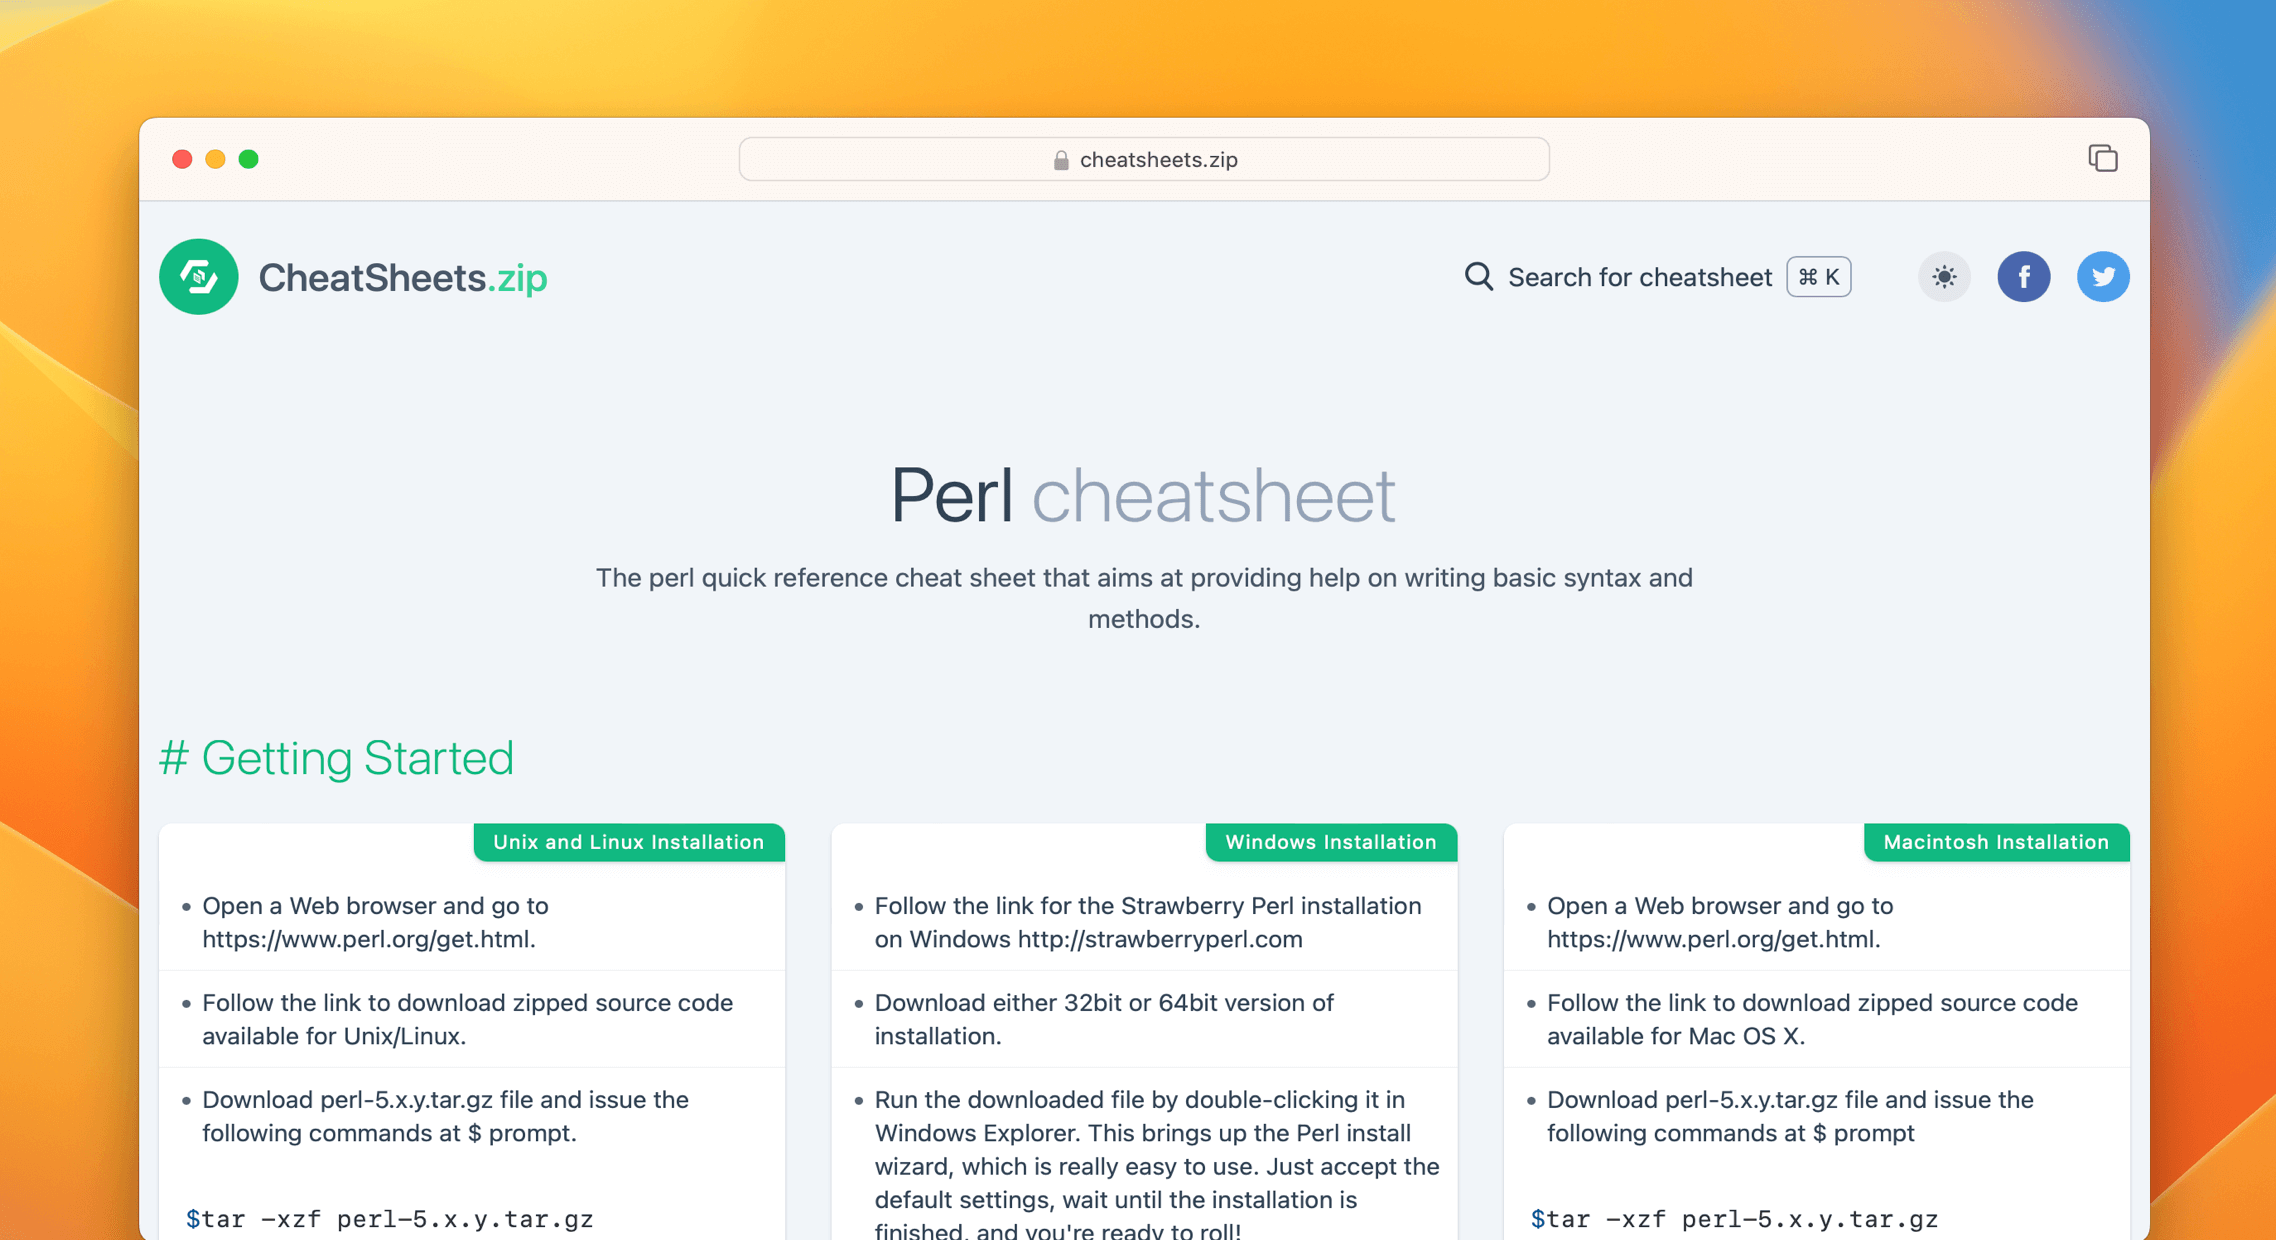 cheatsheets.zip
CheatSheets.zip
Search for cheatsheet ⌘ K
Perl cheatsheet
The perl quick reference cheat sheet that aims at providing help on writing basic syntax and
methods.
# Getting Started
Unix and Linux Installation
• Open a Web browser and go to
https://www.perl.org/get.html.
• Follow the link to download zipped source code
available for Unix/Linux.
• Download perl-5.x.y.tar.gz file and issue the
following commands at $ prompt.
$tar -xzf perl-5.x.y.tar.gz
Windows Installation
• Follow the link for the Strawberry Perl installation
on Windows http://strawberryperl.com
• Download either 32bit or 64bit version of
installation.
• Run the downloaded file by double-clicking it in
Windows Explorer. This brings up the Perl install
wizard, which is really easy to use. Just accept the
default settings, wait until the installation is
finished, and you're ready to roll!
Macintosh Installation
• Open a Web browser and go to
https://www.perl.org/get.html.
• Follow the link to download zipped source code
available for Mac OS X.
• Download perl-5.x.y.tar.gz file and issue the
following commands at $ prompt
$tar -xzf perl-5.x.y.tar.gz